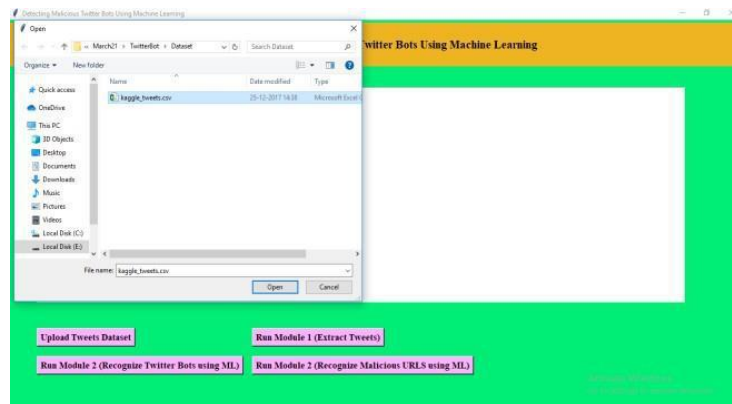 Detecting Malicious Twitter Bots Using Machine Learning
Open
Twitter Bots Using Machine Learning
« March21 › TwitterBot › Dataset
Search Dataset
Organize
New folder
Name
Date modified
Type
Quick access
kaggle_tweets.csv
25-12-2017 14:38
Microsoft Excel
OneDrive
This PC
3D Objects
Desktop
Documents
Downloads
Music
Pictures
Videos
Local Disk (C:)
Local Disk (E:)
File name: kaggle_tweets.csv
Open
Cancel
Upload Tweets Dataset
Run Module 1 (Extract Tweets)
Run Module 2 (Recognize Twitter Bots using ML)
Run Module 2 (Recognize Malicious URLS using ML)
Activate Windows